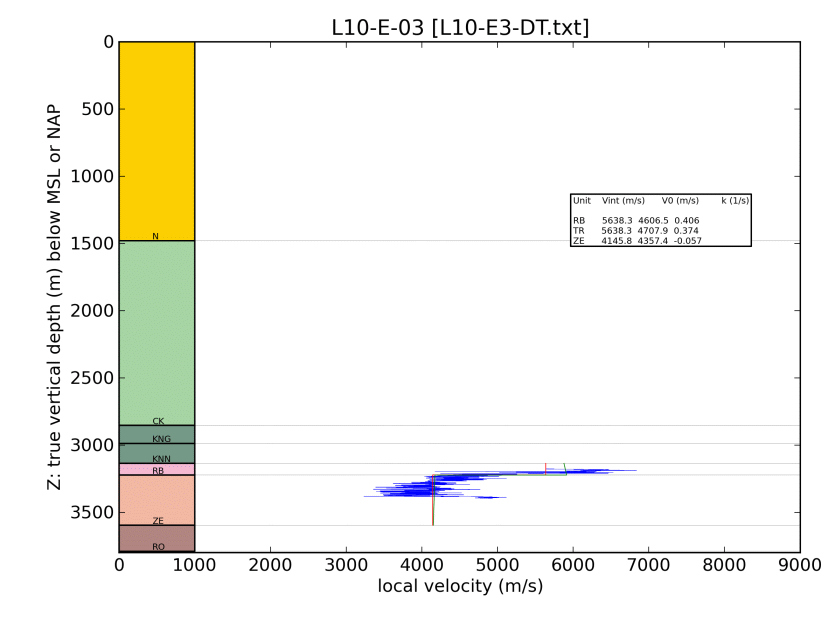 L10-E-03 [L10-E3-DT.txt]
Z: true vertical depth (m) below MSL or NAP
0
500
1000
1500
2000
2500
3000
3500
N
CK
KNG
KNN
RB
ZE
RO
Unit Vint (m/s) V0 (m/s) k (1/s)
RB 5638.3 4606.5 0.406
TR 5638.3 4707.9 0.374
ZE 4145.8 4357.4 -0.057
0 1000 2000 3000 4000 5000 6000 7000 8000 9000
local velocity (m/s)